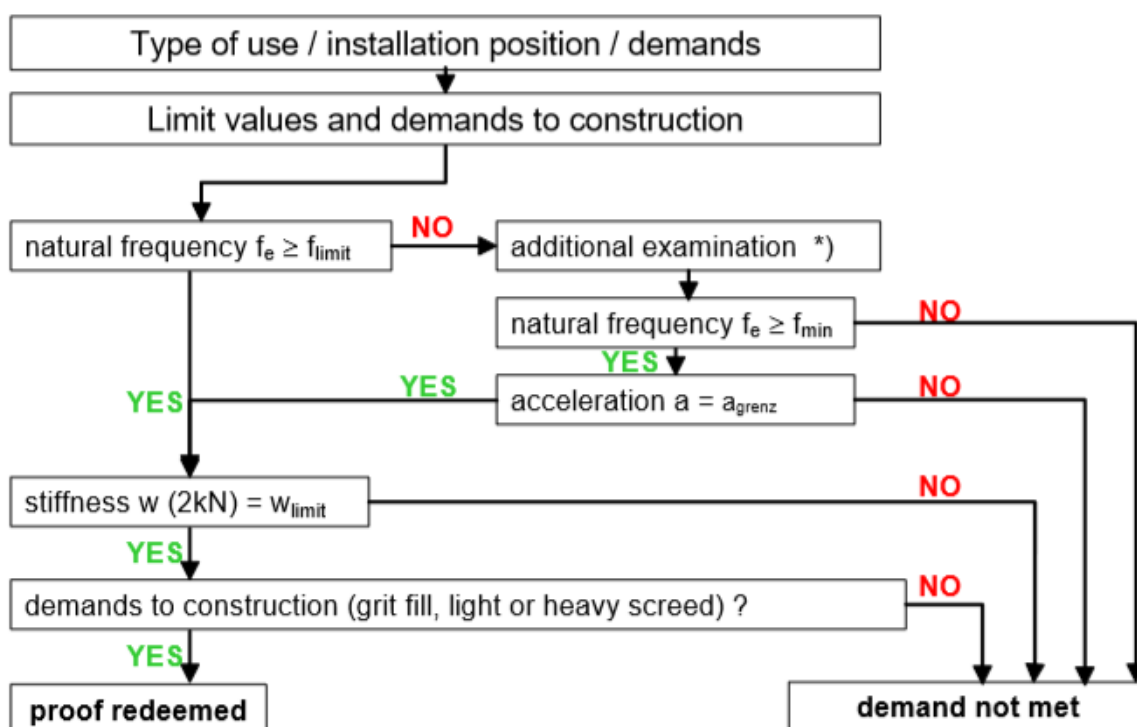 Type of use / installation position / demands
Limit values and demands to construction
natural frequency fe ≥ flimit
NO
additional examination *)
natural frequency fe ≥ fmin
NO
YES
YES
YES
acceleration a = agrenz
NO
stiffness w (2kN) = wlimit
NO
YES
demands to construction (grit fill, light or heavy screed) ?
NO
YES
proof redeemed
demand not met